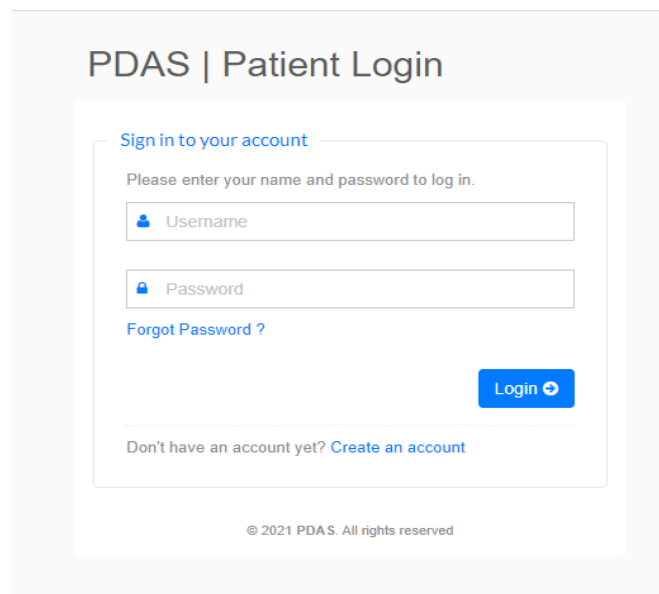 PDAS | Patient Login
Sign in to your account
Please enter your name and password to log in.
Username
Password
Forgot Password ?
Login
Don't have an account yet? Create an account
© 2021 PDAS. All rights reserved